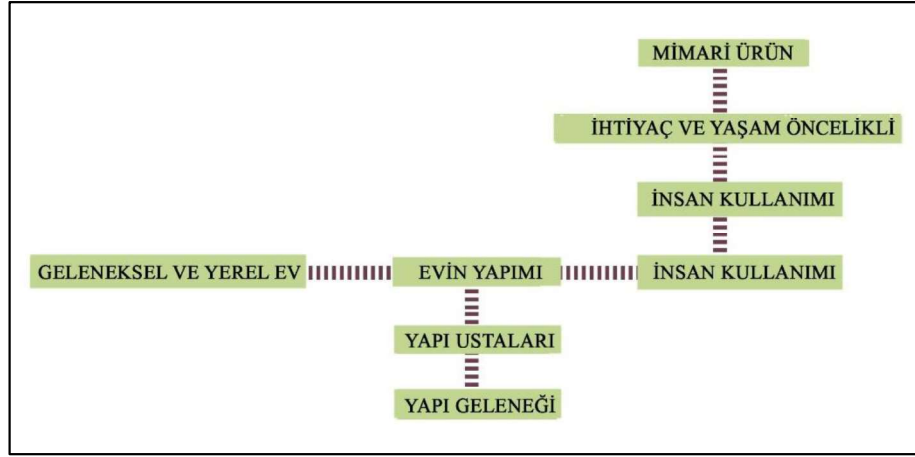 MİMARİ ÜRÜN
İHTİYAÇ VE YAŞAM ÖNCELİKLİ
İNSAN KULLANIMI
GELENEKSEL VE YEREL EV
EVİN YAPIMI
İNSAN KULLANIMI
YAPI USTALARI
YAPI GELENEĞİ